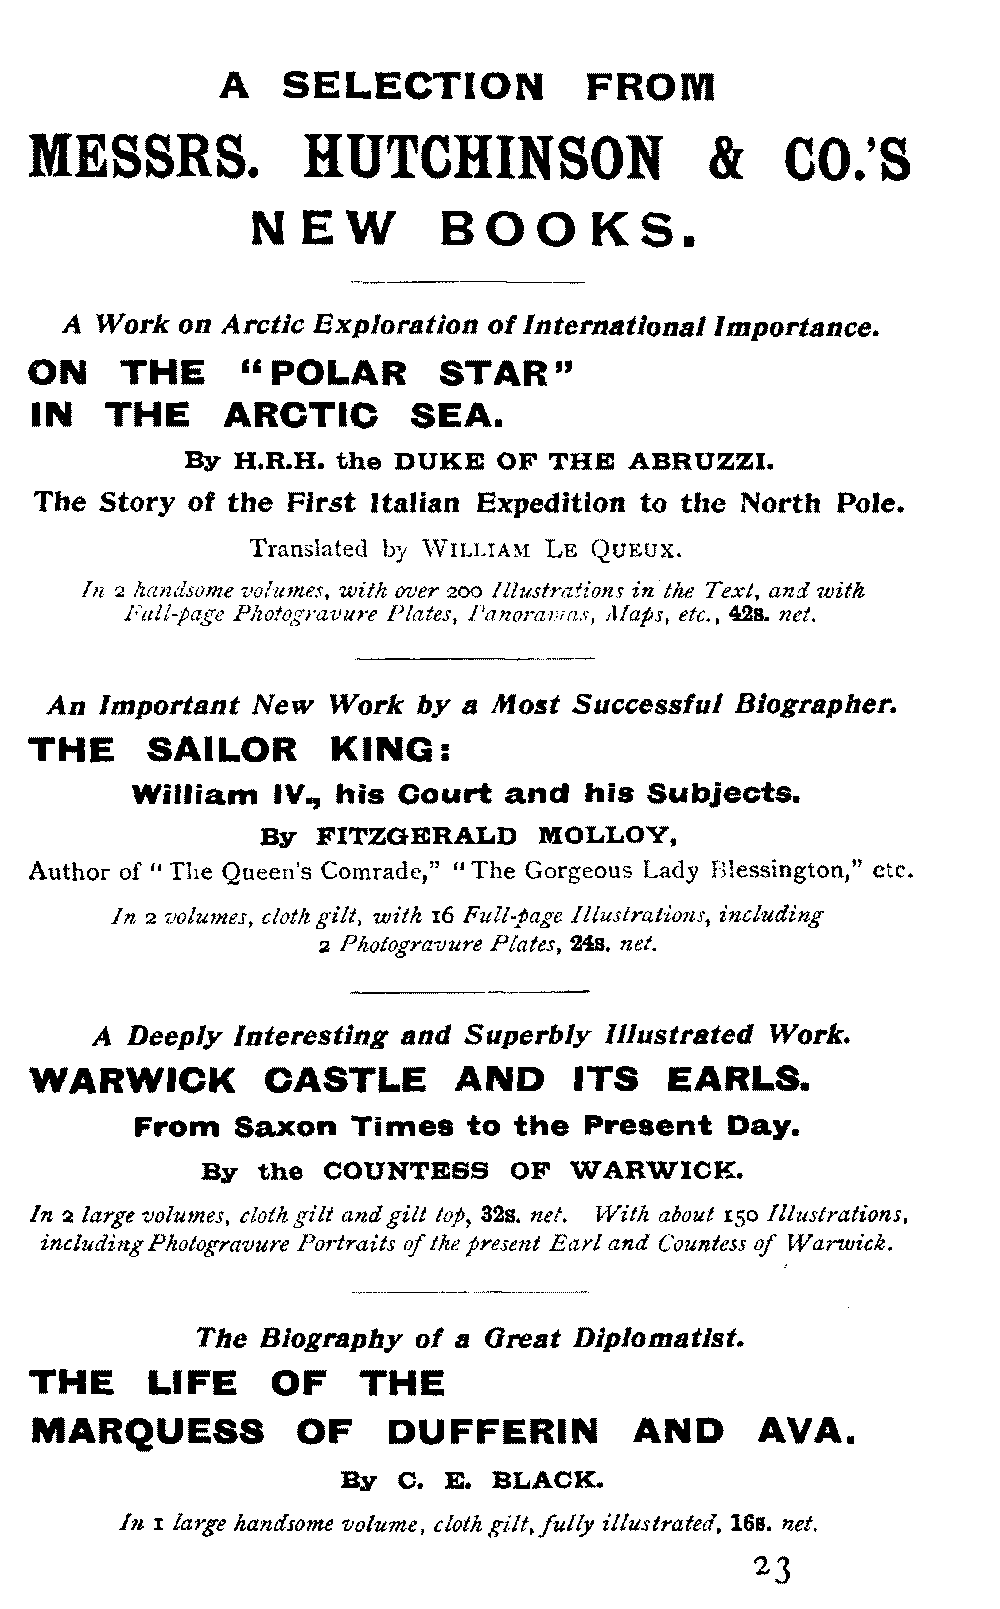 A SELECTION FROM
MESSRS. HUTCHINSON & CO.'S
NEW BOOKS.
A Work on Arctic Exploration of International Importance.
ON THE "POLAR STAR"
IN THE ARCTIC SEA.
By H.R.H. the DUKE OF THE ABRUZZI.
The Story of the First Italian Expedition to the North Pole.
Translated by WILLIAM LE QUEUX.
In 2 handsome volumes, with over 200 Illustrations in the Text, and with
Full-page Photogravure Plates, Panoramas, Maps, etc., 42s. net.
An Important New Work by a Most Successful Biographer.
THE SAILOR KING:
William IV., his Court and his Subjects.
By FITZGERALD MOLLOY,
Author of "The Queen's Comrade," "The Gorgeous Lady Blessington," etc.
In 2 volumes, cloth gilt, with 16 Full-page Illustrations, including
2 Photogravure Plates, 24s. net.
A Deeply Interesting and Superbly Illustrated Work.
WARWICK CASTLE AND ITS EARLS.
From Saxon Times to the Present Day.
By the COUNTESS OF WARWICK.
In 2 large volumes, cloth gilt and gilt top, 32s. net. With about 150 Illustrations,
including Photogravure Portraits of the present Earl and Countess of Warwick.
The Biography of a Great Diplomatist.
THE LIFE OF THE
MARQUESS OF DUFFERIN AND AVA.
By C. E. BLACK.
In 1 large handsome volume, cloth gilt, fully illustrated, 16s. net.
23